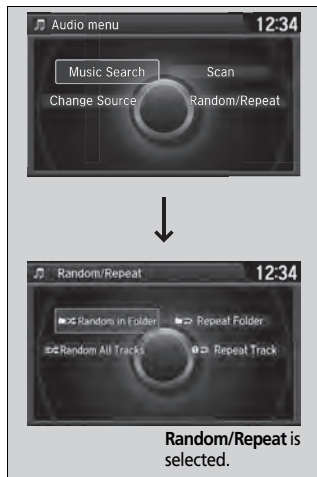 Audio menu 12:34
Music Search Scan
Change Source Random/Repeat
Random/Repeat 12:34
Random in Folder Repeat Folder
Random All Tracks Repeat Track
Random/Repeat is
selected.